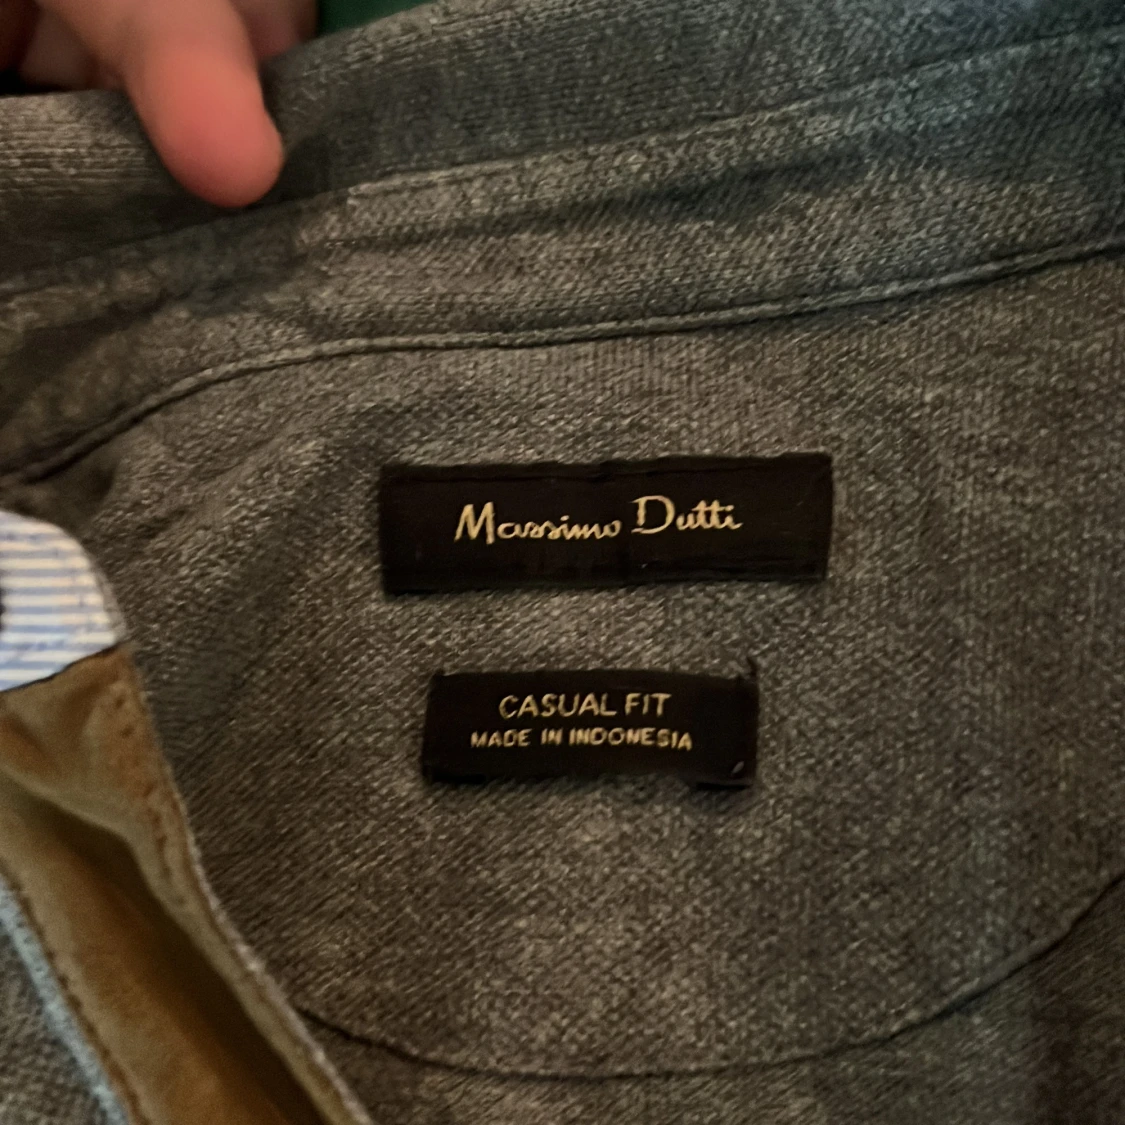 Massimo Dutti
CASUAL FIT
MADE IN INDONESIA